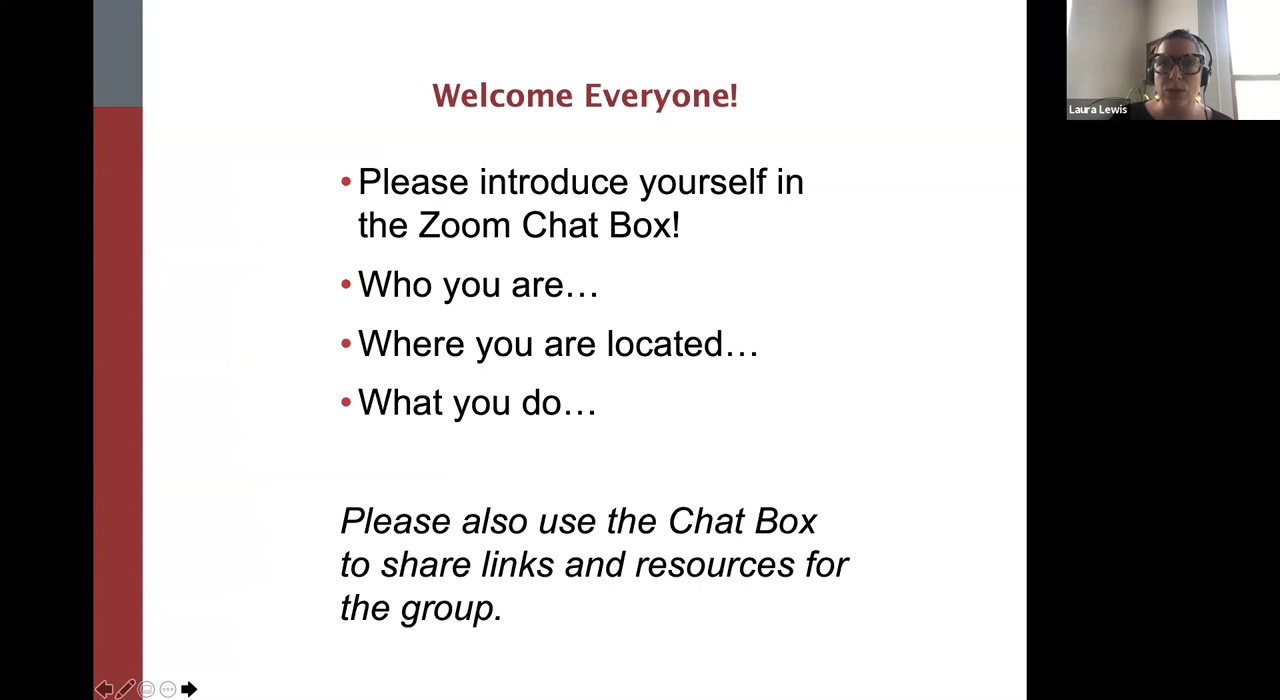 Welcome Everyone!
• Please introduce yourself in
the Zoom Chat Box!
• Who you are…
• Where you are located…
• What you do…
Please also use the Chat Box
to share links and resources for
the group.
Laura Lewis